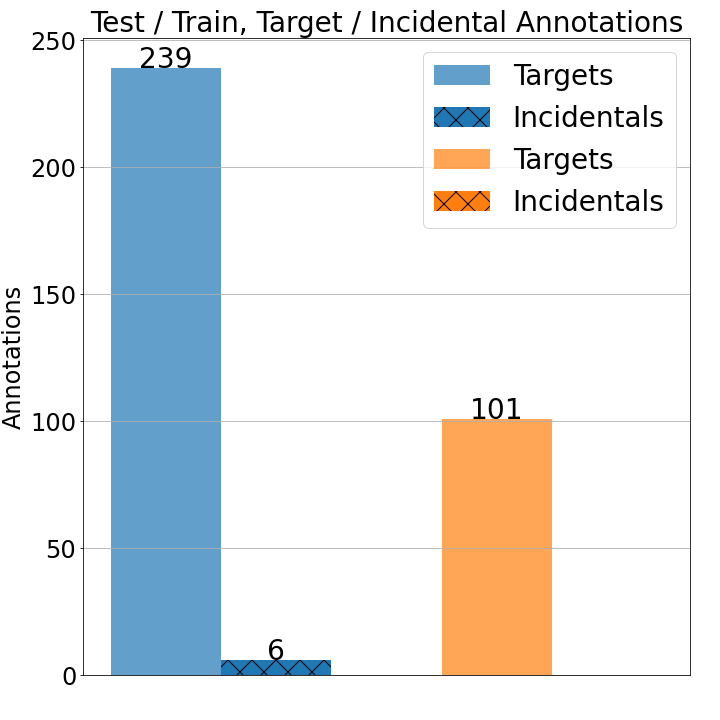 Test / Train, Target / Incidental Annotations
250
239
Targets
Incidentals
Targets
Incidentals
200
150
Annotations
101
100
50
6
0